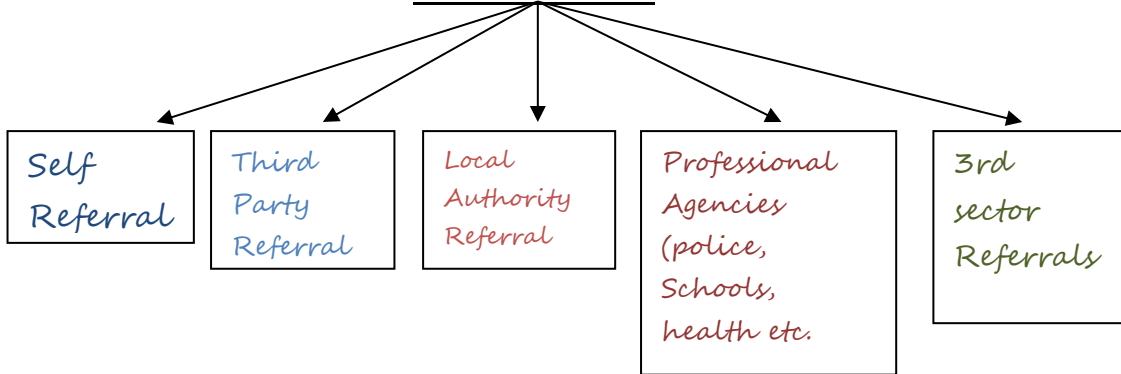 Self
Referral
Third
Party
Referral
Local
Authority
Referral
Professional
Agencies
(police,
Schools,
health etc.
3rd
sector
Referrals